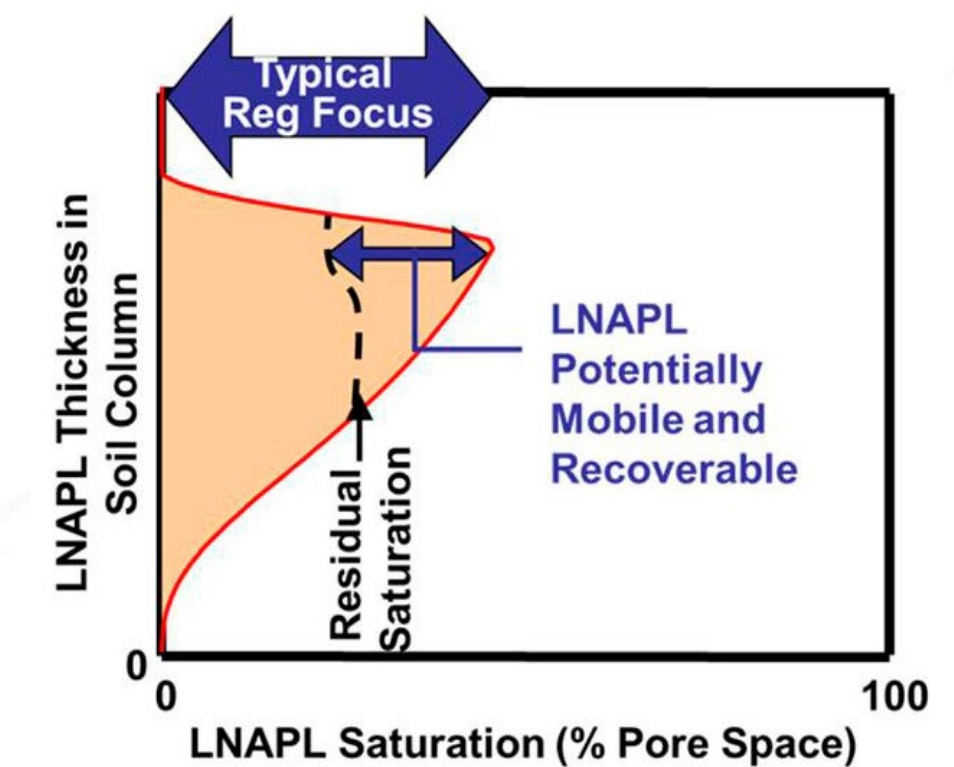 Typical
Reg Focus
LNAPL Thickness in
Soil Column
LNAPL
Potentially
Mobile and
Recoverable
Residual
Saturation
0
0
100
LNAPL Saturation (% Pore Space)